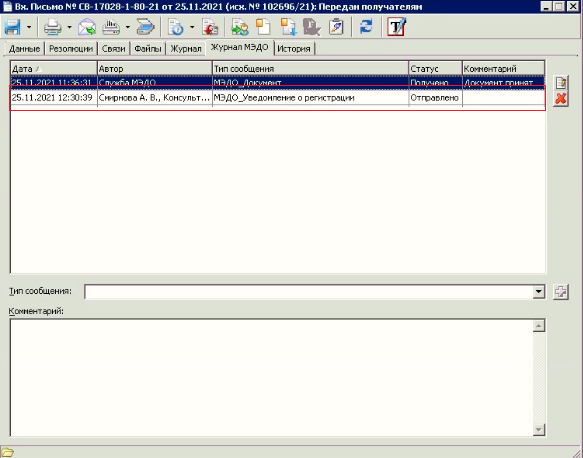 Вх. Письмо № СВ-17028-1-80-21 от 25.11.2021 (исх. № 102696/21): Передан получателям
Данные Резолюции Связи Файлы Журнал Журнал МЭДО История
Дата Автор Тип сообщения Статус Комментарий
25.11.2021 11:36:31 Служба МЭДО МЭДО_Документ Получено Документ принят
25.11.2021 12:30:39 Смирнова А. В., Консульт... МЭДО_Уведомление о регистрации Отправлено
Тип сообщения:
Комментарий: